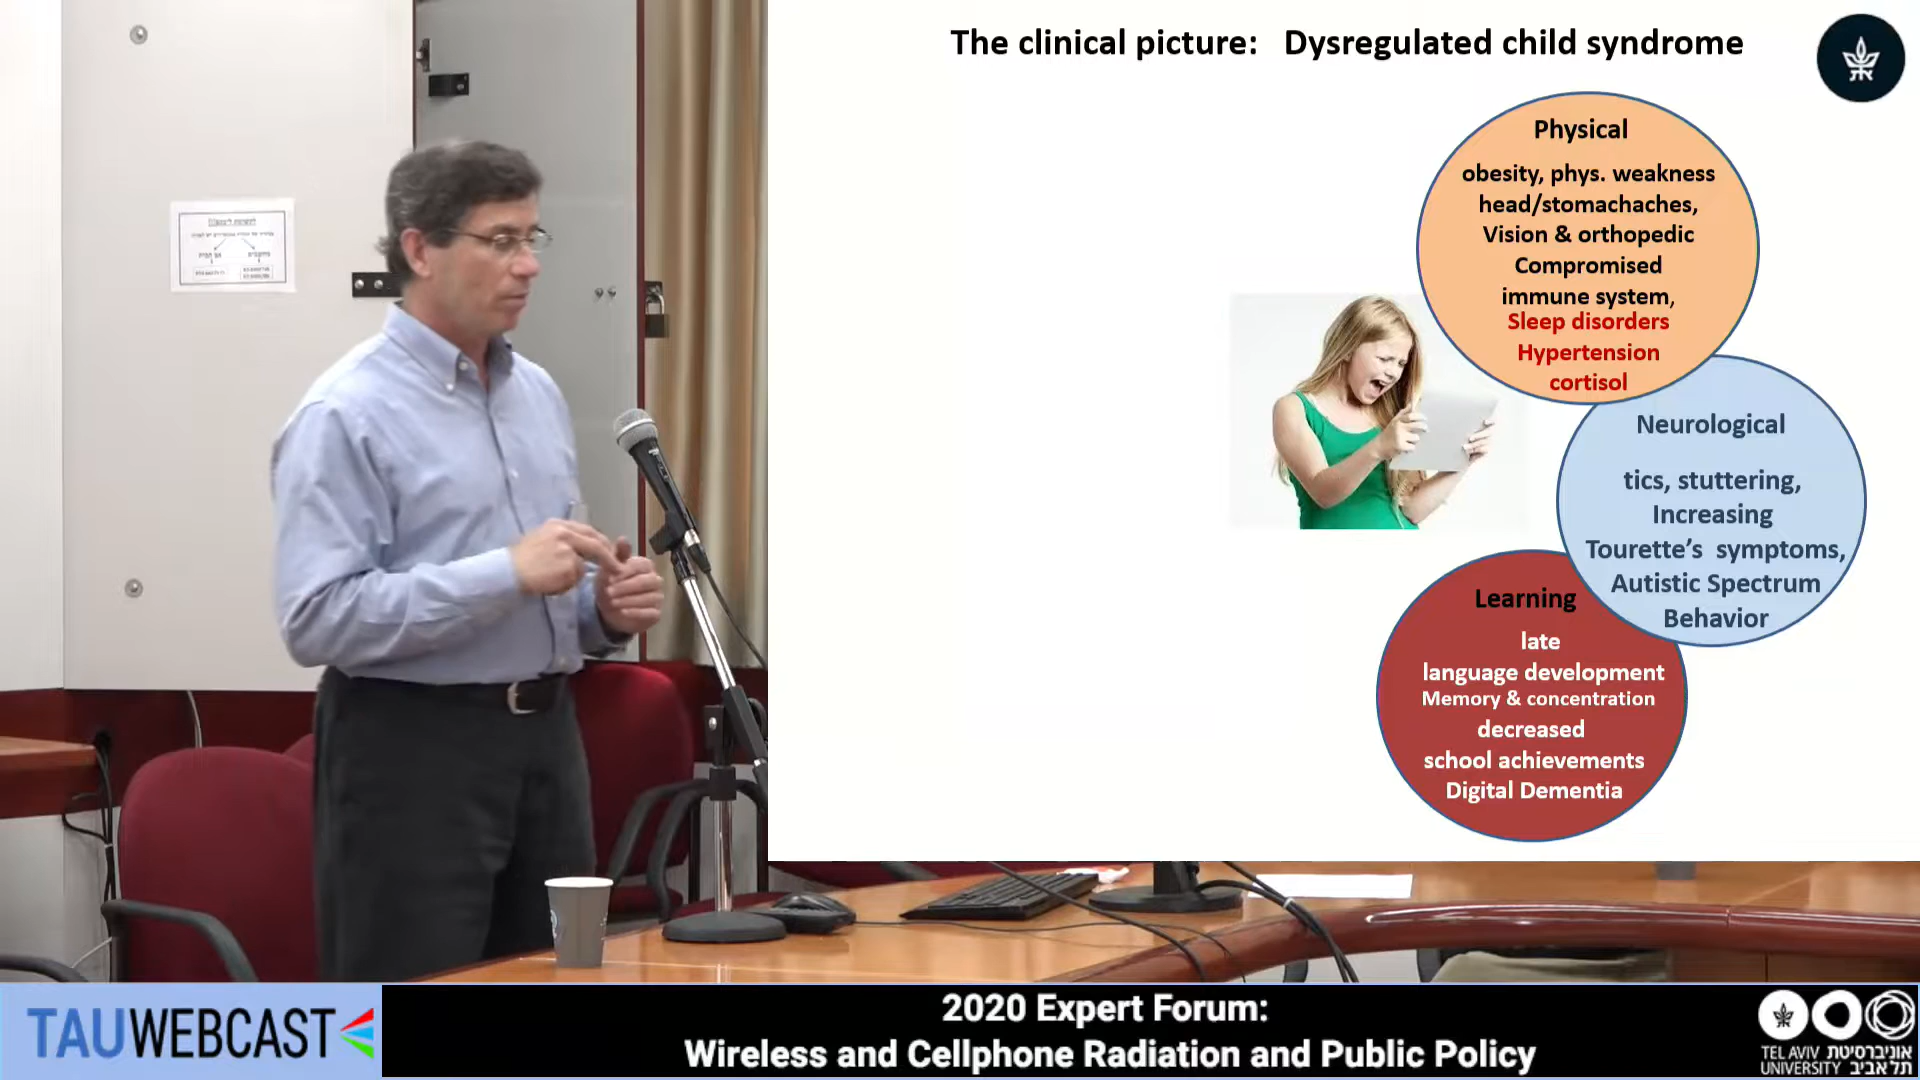 The clinical picture: Dysregulated child syndrome
Physical
obesity, phys. weakness
head/stomachaches,
Vision & orthopedic
Compromised
immune system,
Sleep disorders
Hypertension
cortisol
Neurological
tics, stuttering,
Increasing
Tourette’s symptoms,
Autistic Spectrum
Behavior
Learning
late
language development
Memory & concentration
decreased
school achievements
Digital Dementia
TAUWEBCAST
2020 Expert Forum:
Wireless and Cellphone Radiation and Public Policy
TEL AVIV אוניברסיטת
UNIVERSITY תל אביב